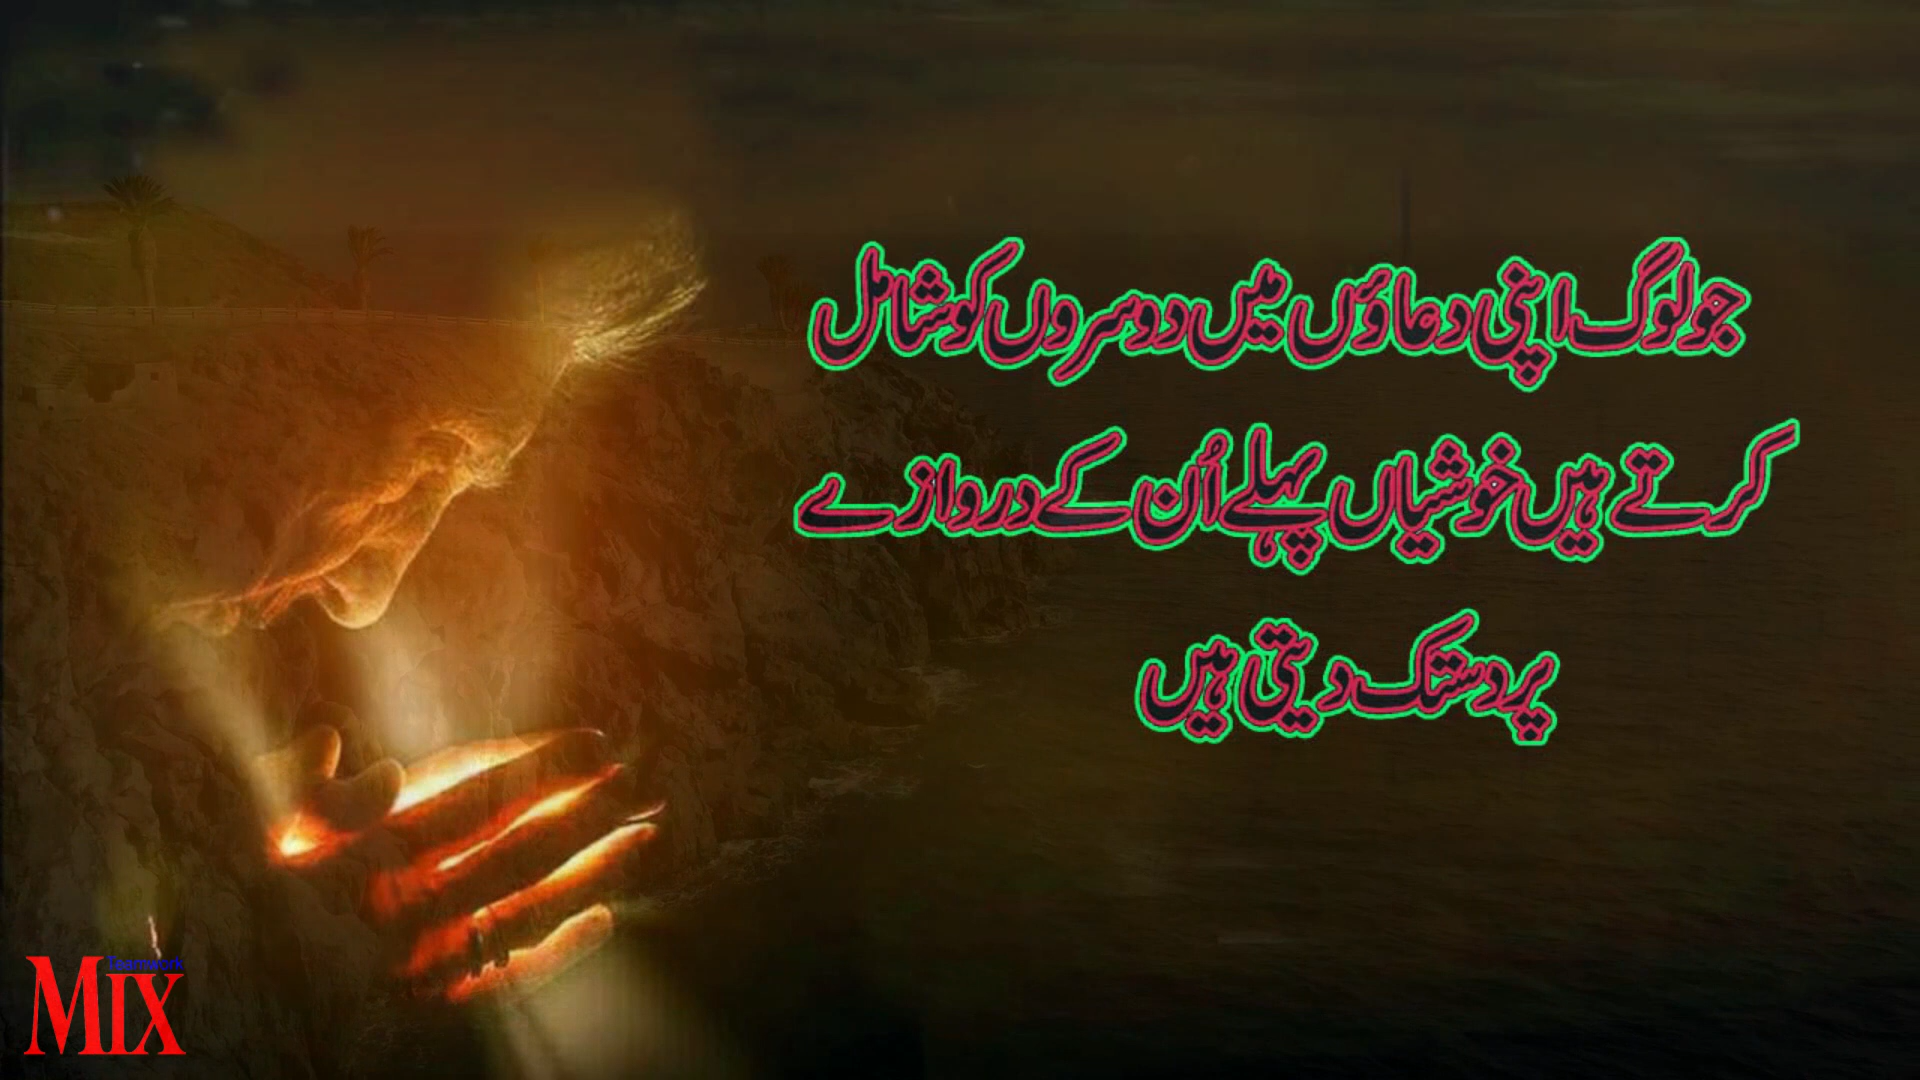 جو لوگ اپنی دعاؤں میں دوسروں کو شامل
کرتے ہیں خوشیاں پہلے اُن کے دروازے
پر دستک دیتی ہیں
Teamwork
MIX